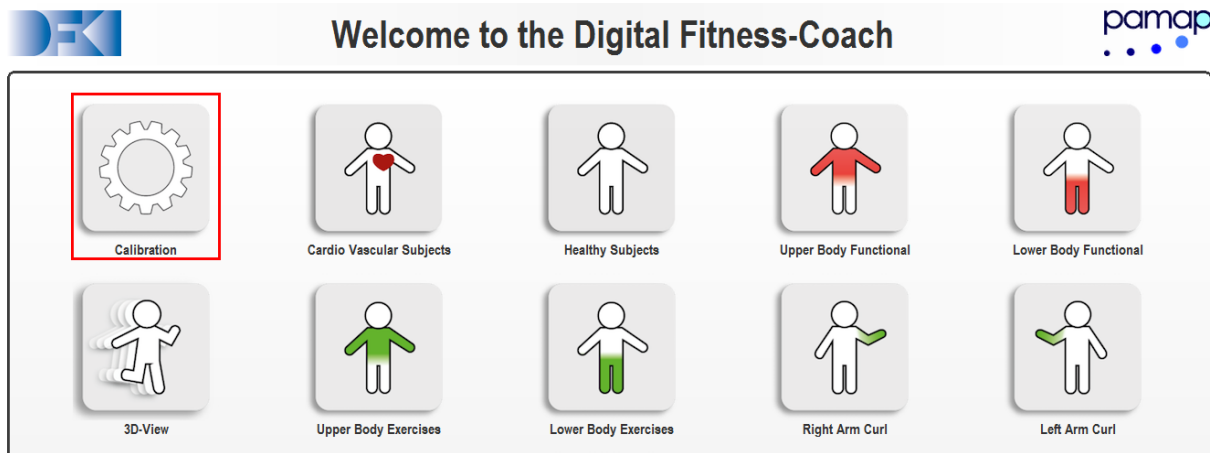 DFK Welcome to the Digital Fitness-Coach pamap
Calibration Cardio Vascular Subjects Healthy Subjects Upper Body Functional Lower Body Functional
3D-View Upper Body Exercises Lower Body Exercises Right Arm Curl Left Arm Curl